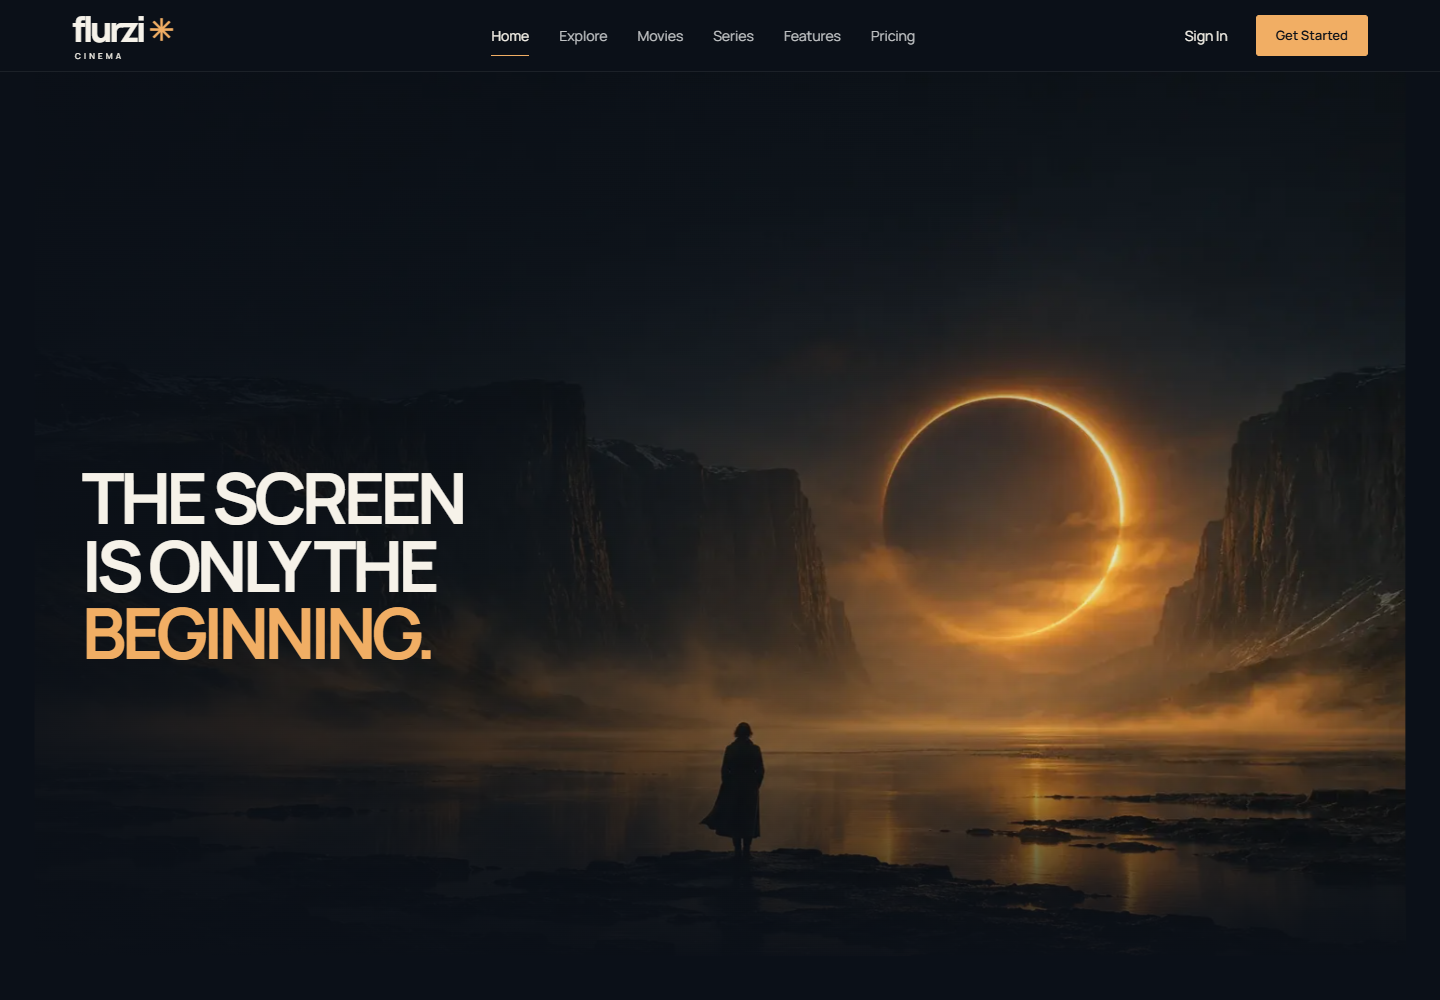 flurzi
CINEMA
Home
Explore
Movies
Series
Features
Pricing
Sign In
Get Started
THE SCREEN
IS ONLY THE
BEGINNING.